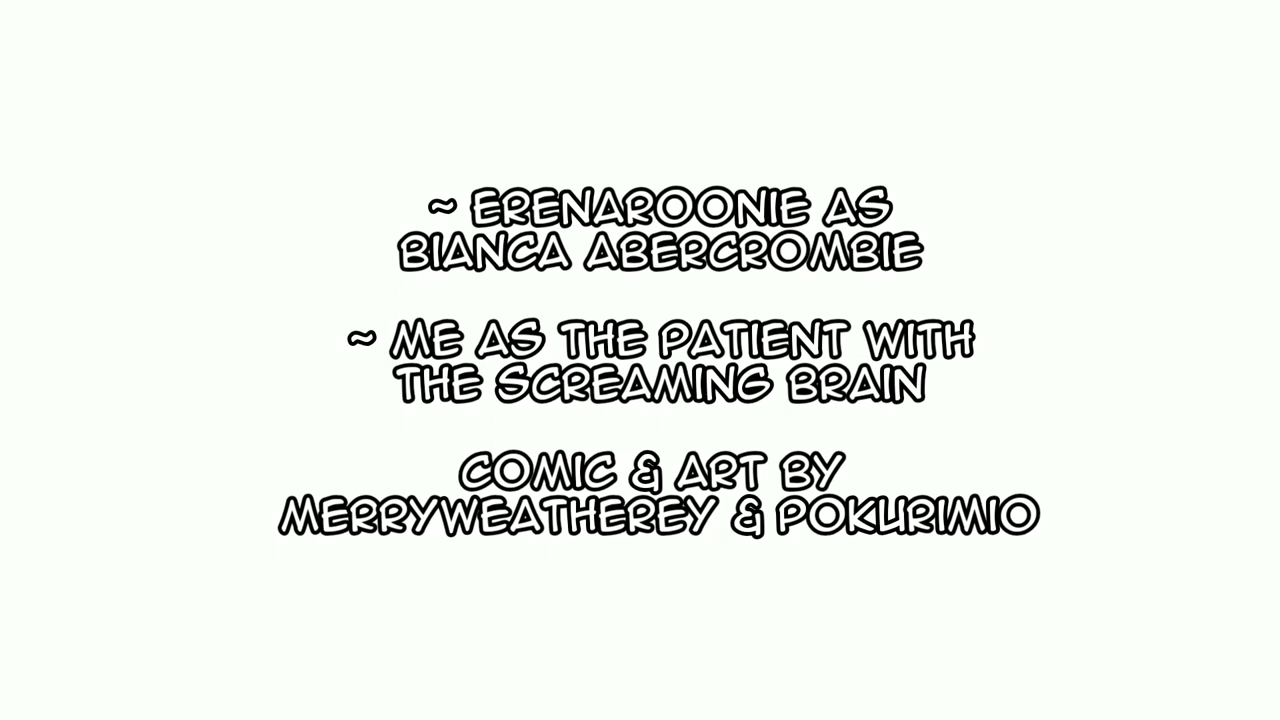 ~ ERENAROONIE AS
BIANCA ABERCROMBIE
~ ME AS THE PATIENT WITH
THE SCREAMING BRAIN
COMIC & ART BY
MERRYWEATHEREY & POKURIMIO